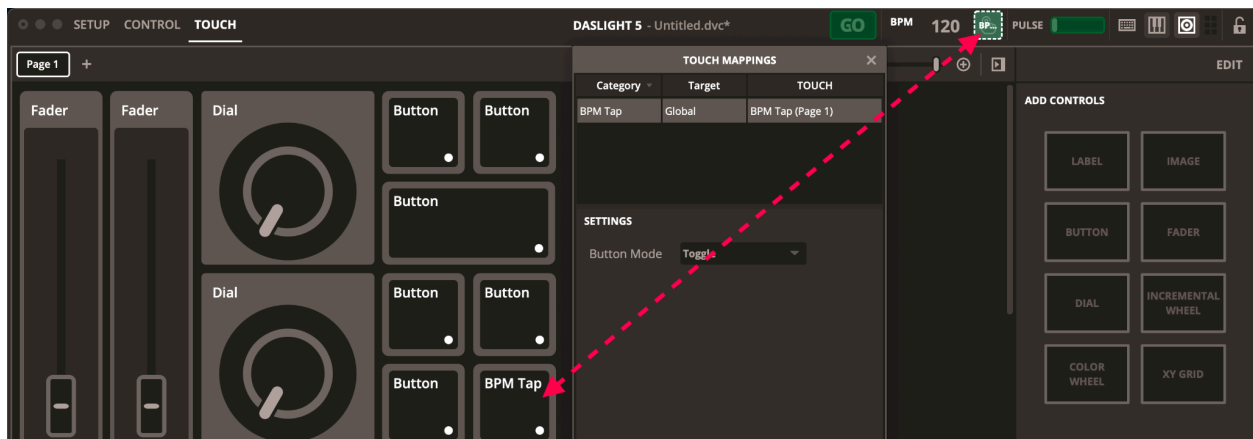 SETUP CONTROL TOUCH
DASLIGHT 5 - Untitled.dvc*
GO
BPM 120
BP...
PULSE
Page 1 +
TOUCH MAPPINGS
EDIT
Category Target TOUCH
BPM Tap Global BPM Tap (Page 1)
SETTINGS
Button Mode Toggle
Fader
Fader
Dial
Button
Button
Button
Dial
Button
Button
Button
BPM Tap
ADD CONTROLS
LABEL
IMAGE
BUTTON
FADER
DIAL
INCREMENTAL
WHEEL
COLOR
WHEEL
XY GRID